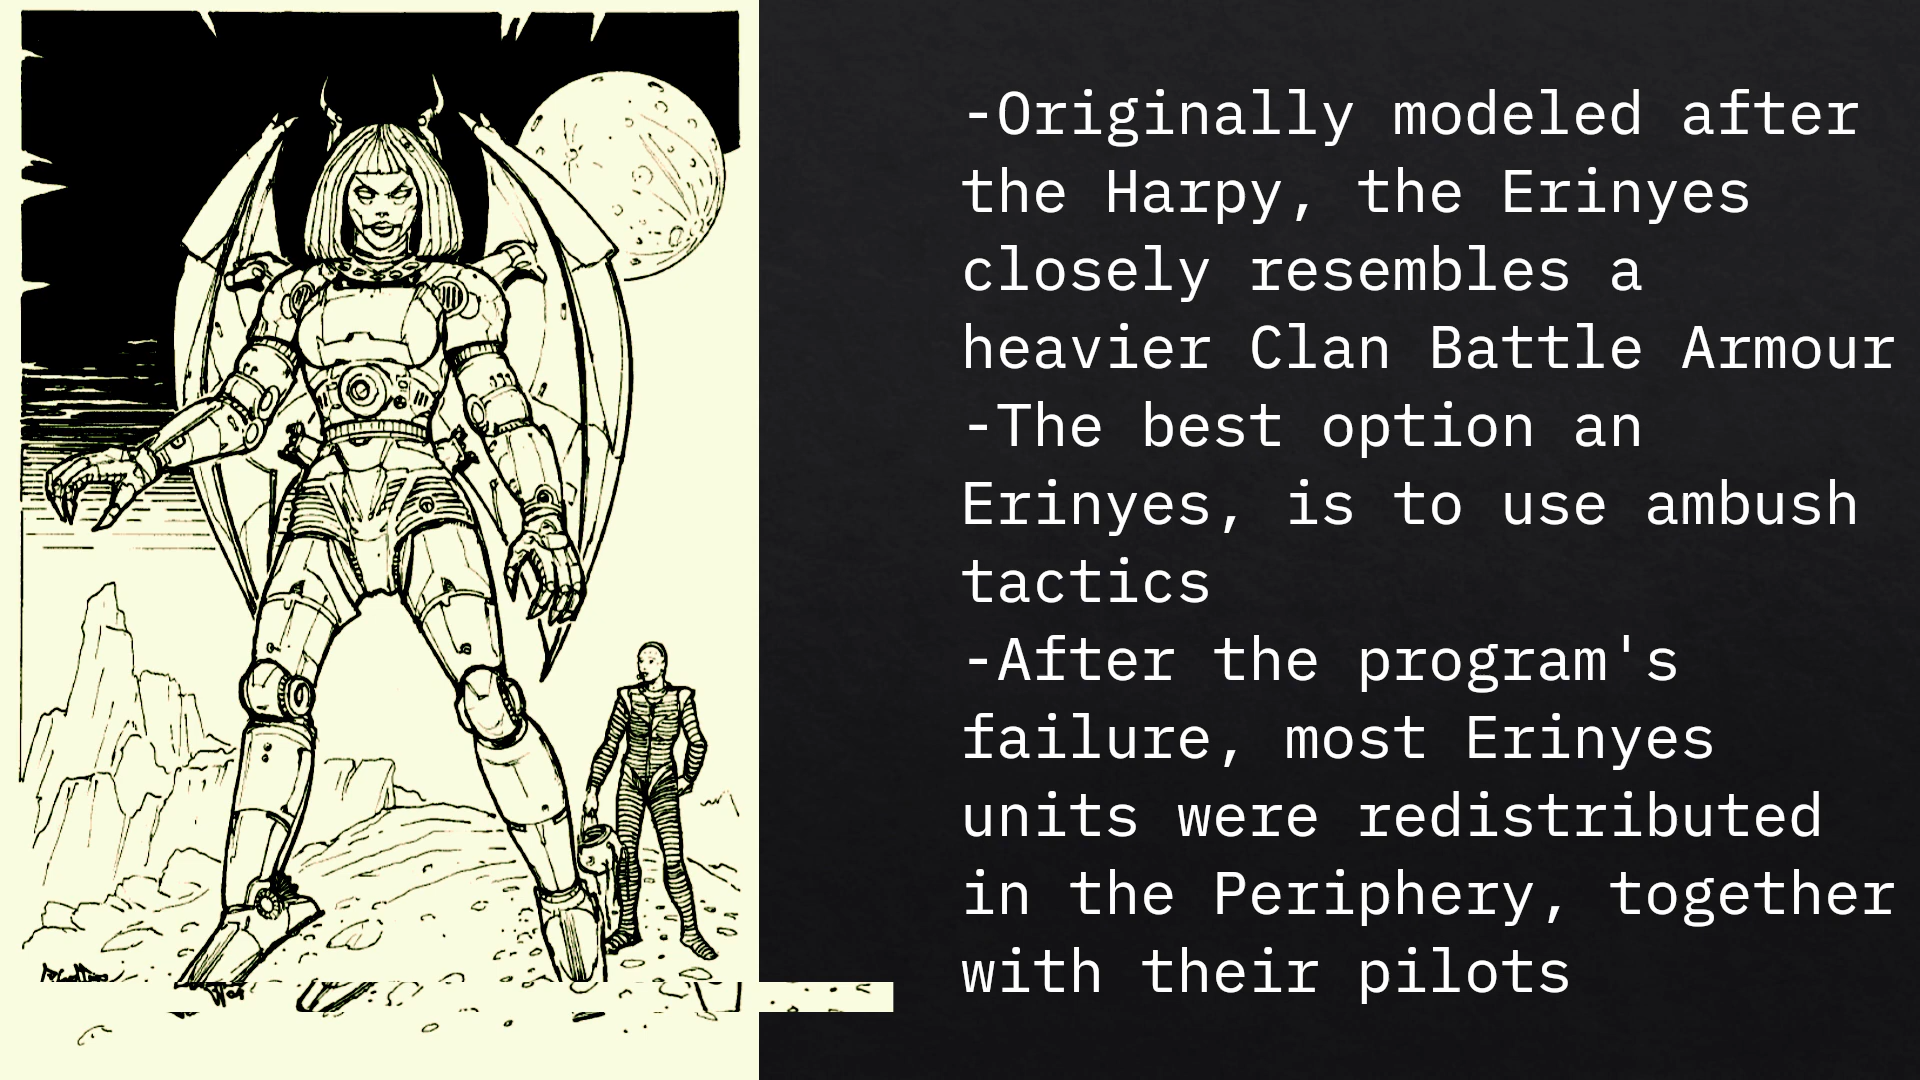 -Originally modeled after
the Harpy, the Erinyes
closely resembles a
heavier Clan Battle Armour
-The best option an
Erinyes, is to use ambush
tactics
-After the program's
failure, most Erinyes
units were redistributed
in the Periphery, together
with their pilots